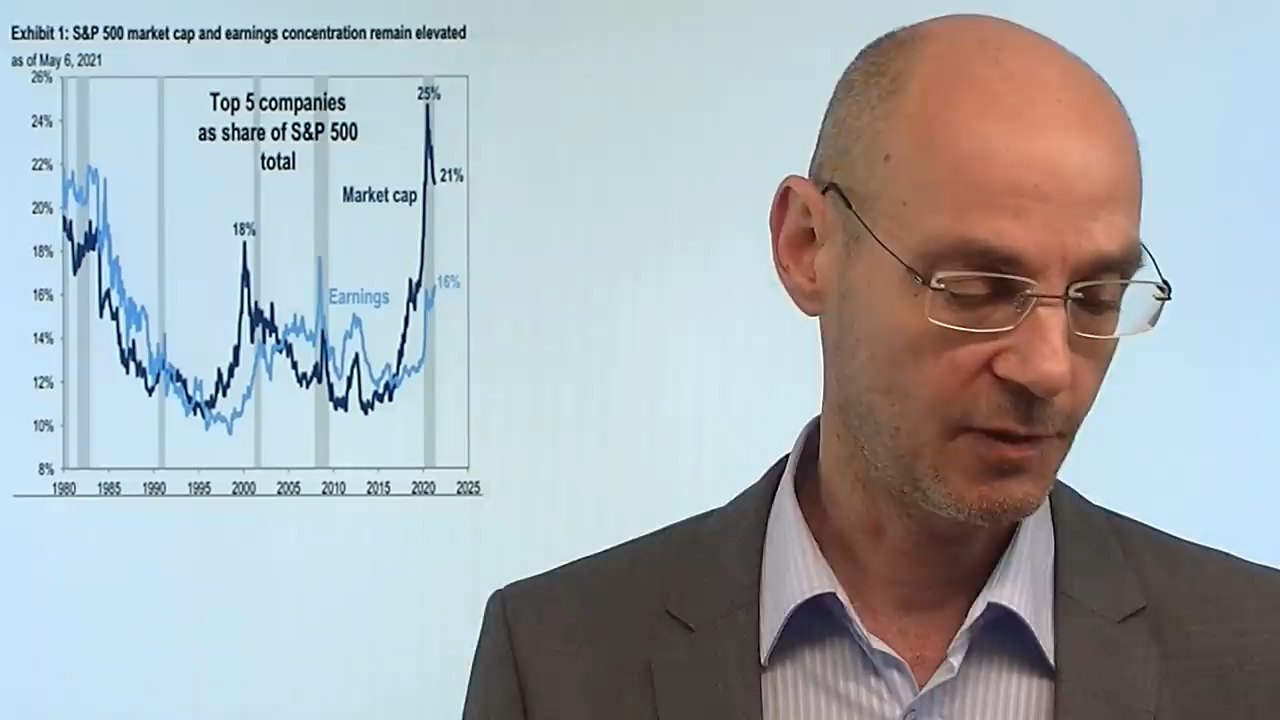 Exhibit 1: S&P 500 market cap and earnings concentration remain elevated
as of May 6, 2021
26%
24%
22%
20%
18%
16%
14%
12%
10%
8%
Top 5 companies
as share of S&P 500
total
25%
21%
Market cap
18%
Earnings
16%
1980 1985 1990 1995 2000 2005 2010 2015 2020 2025